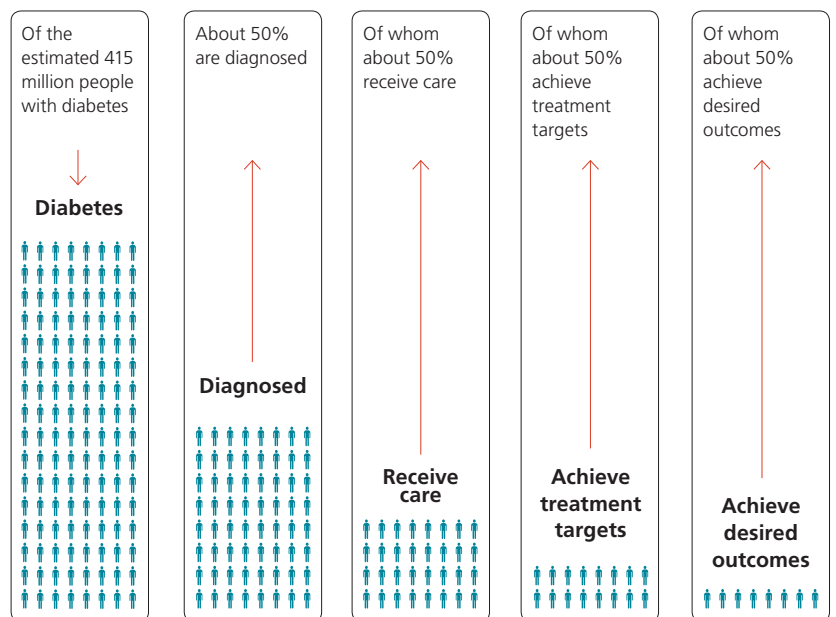 Of the
estimated 415
million people
with diabetes
Diabetes
About 50%
are diagnosed
Diagnosed
Of whom
about 50%
receive care
Receive
care
Of whom
about 50%
achieve
treatment
targets
Achieve
treatment
targets
Of whom
about 50%
achieve
desired
outcomes
Achieve
desired
outcomes